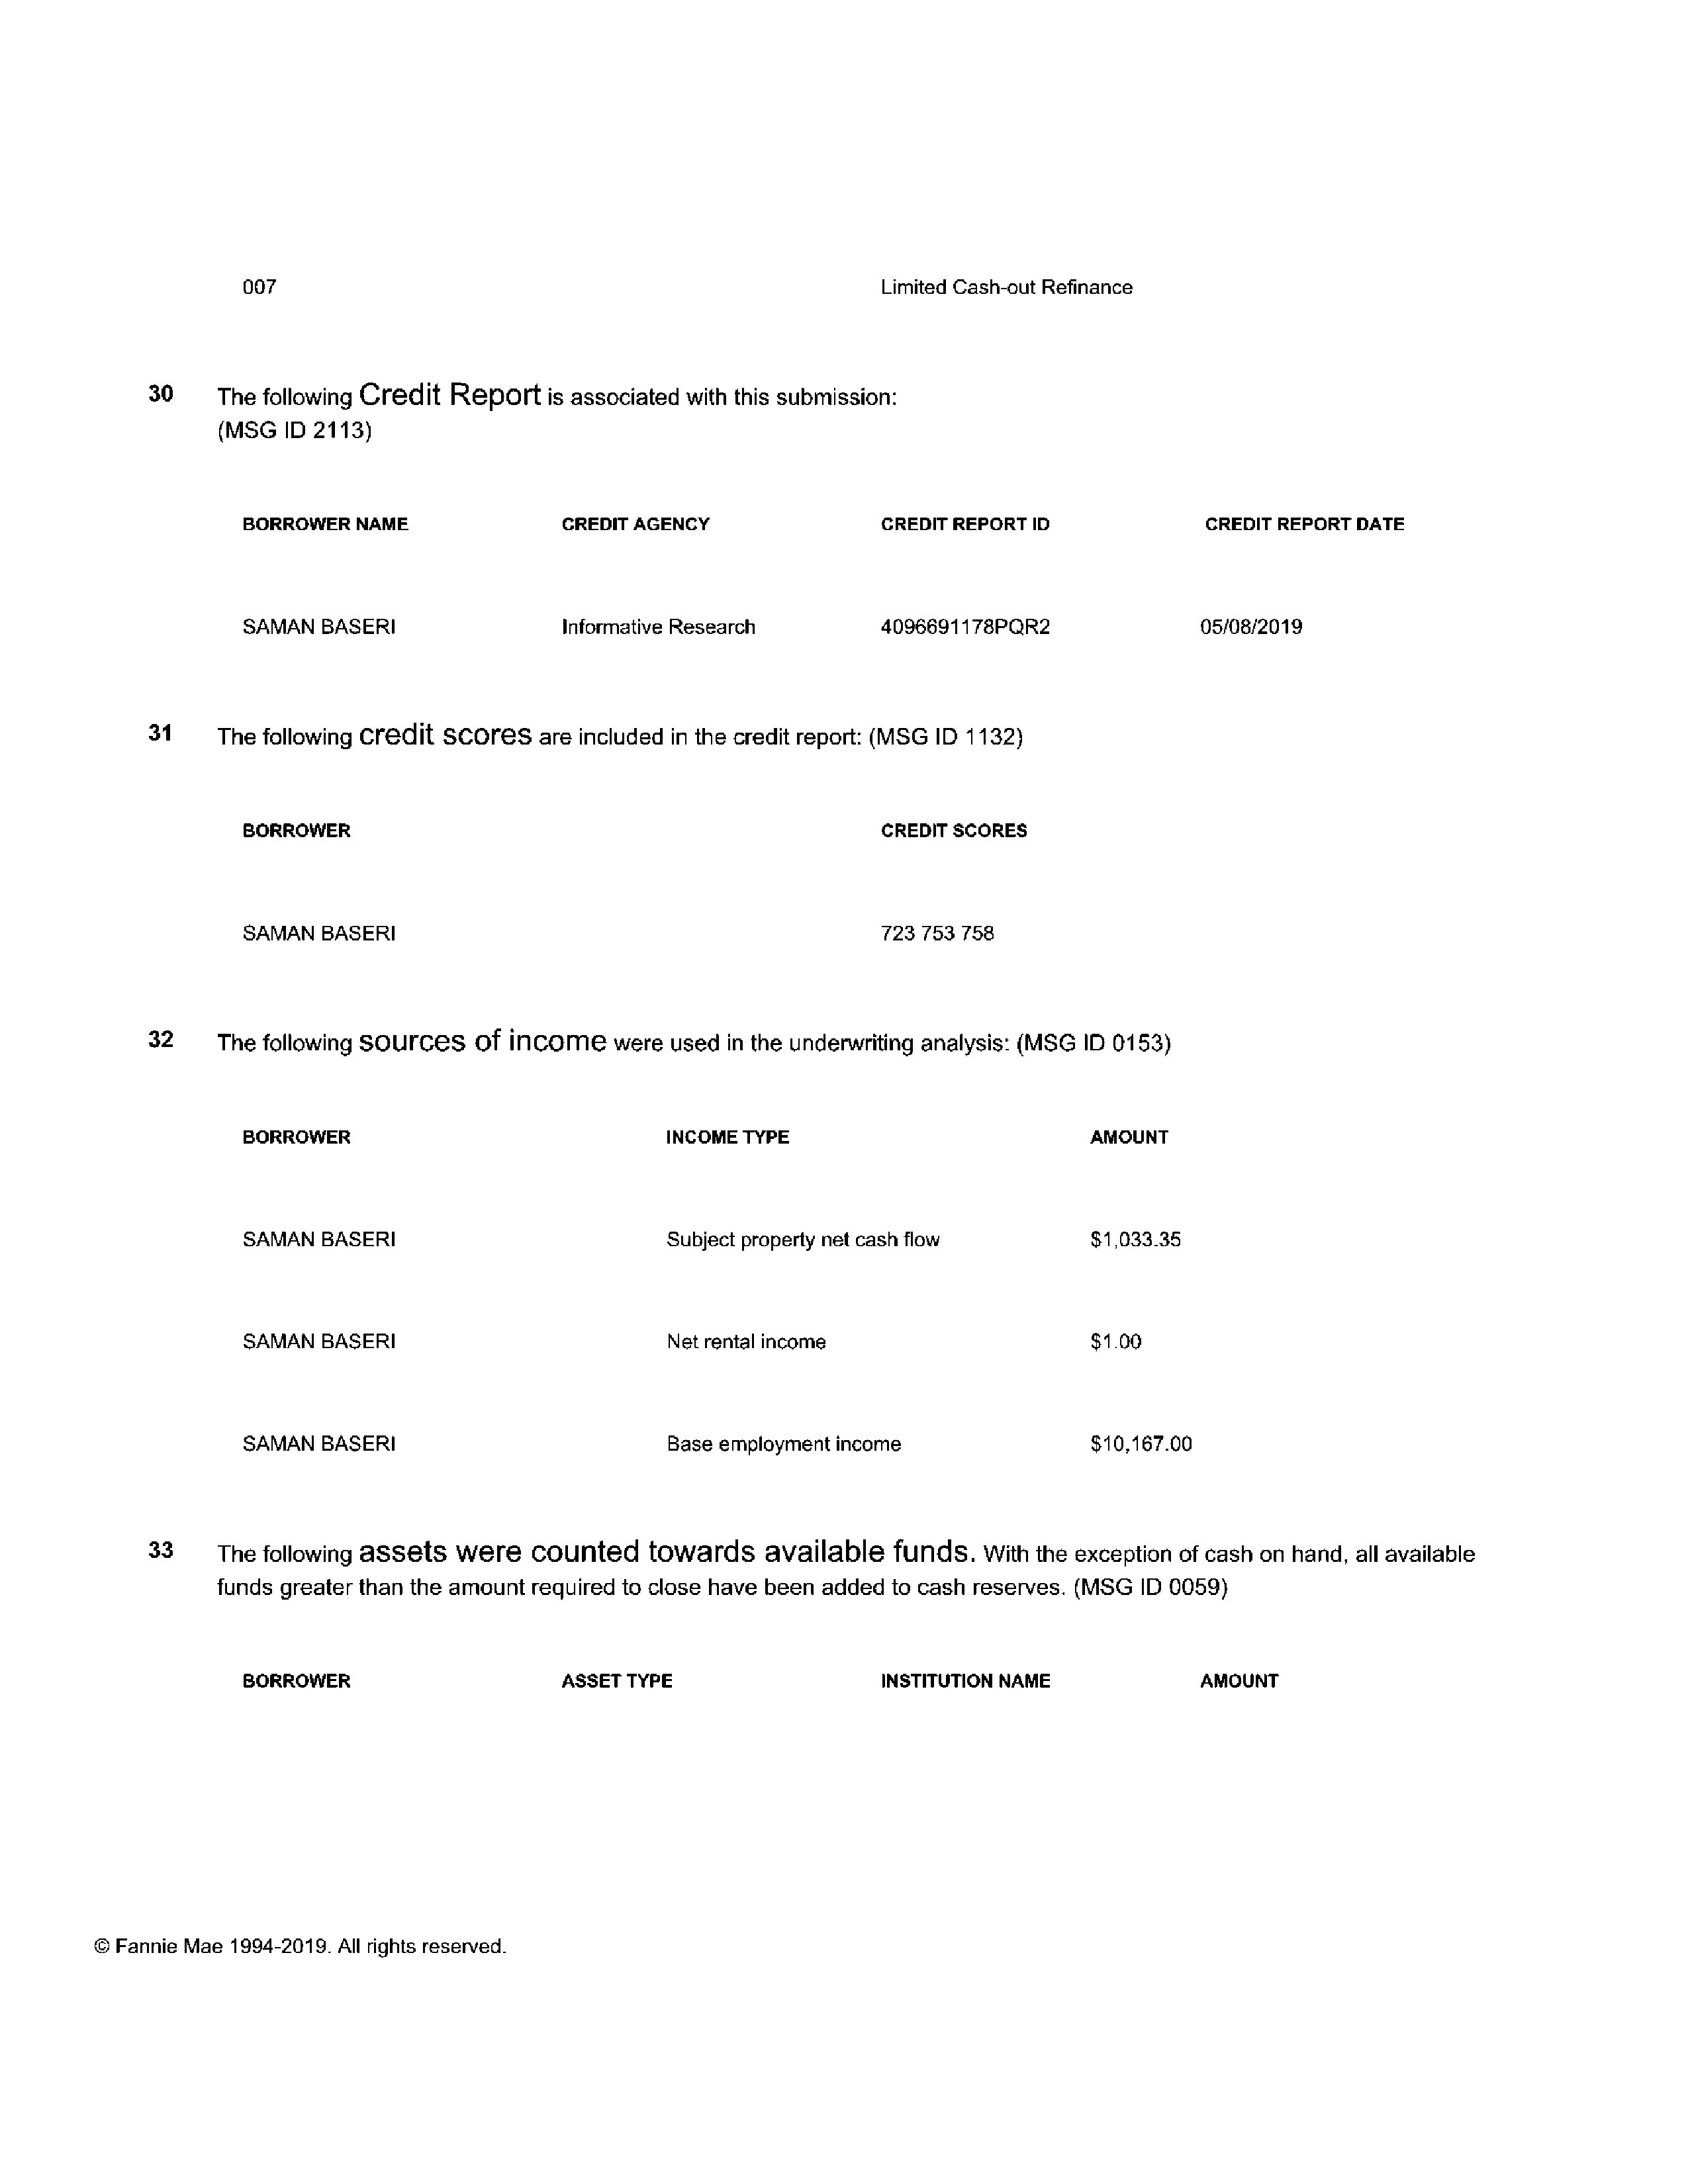 007 Limited Cash-out Refinance
30 The following Credit Report is associated with this submission:
(MSG ID 2113)
BORROWER NAME CREDIT AGENCY CREDIT REPORT ID CREDIT REPORT DATE
SAMAN BASERI Informative Research 4096691178PQR2 05/08/2019
31 The following credit scores are included in the credit report: (MSG ID 1132)
BORROWER CREDIT SCORES
SAMAN BASERI 723 753 758
32 The following sources of income were used in the underwriting analysis: (MSG ID 0153)
BORROWER INCOME TYPE AMOUNT
SAMAN BASERI Subject property net cash flow $1,033.35
SAMAN BASERI Net rental income $1.00
SAMAN BASERI Base employment income $10,167.00
33 The following assets were counted towards available funds. With the exception of cash on hand, all available
funds greater than the amount required to close have been added to cash reserves. (MSG ID 0059)
BORROWER ASSET TYPE INSTITUTION NAME AMOUNT
© Fannie Mae 1994-2019. All rights reserved.